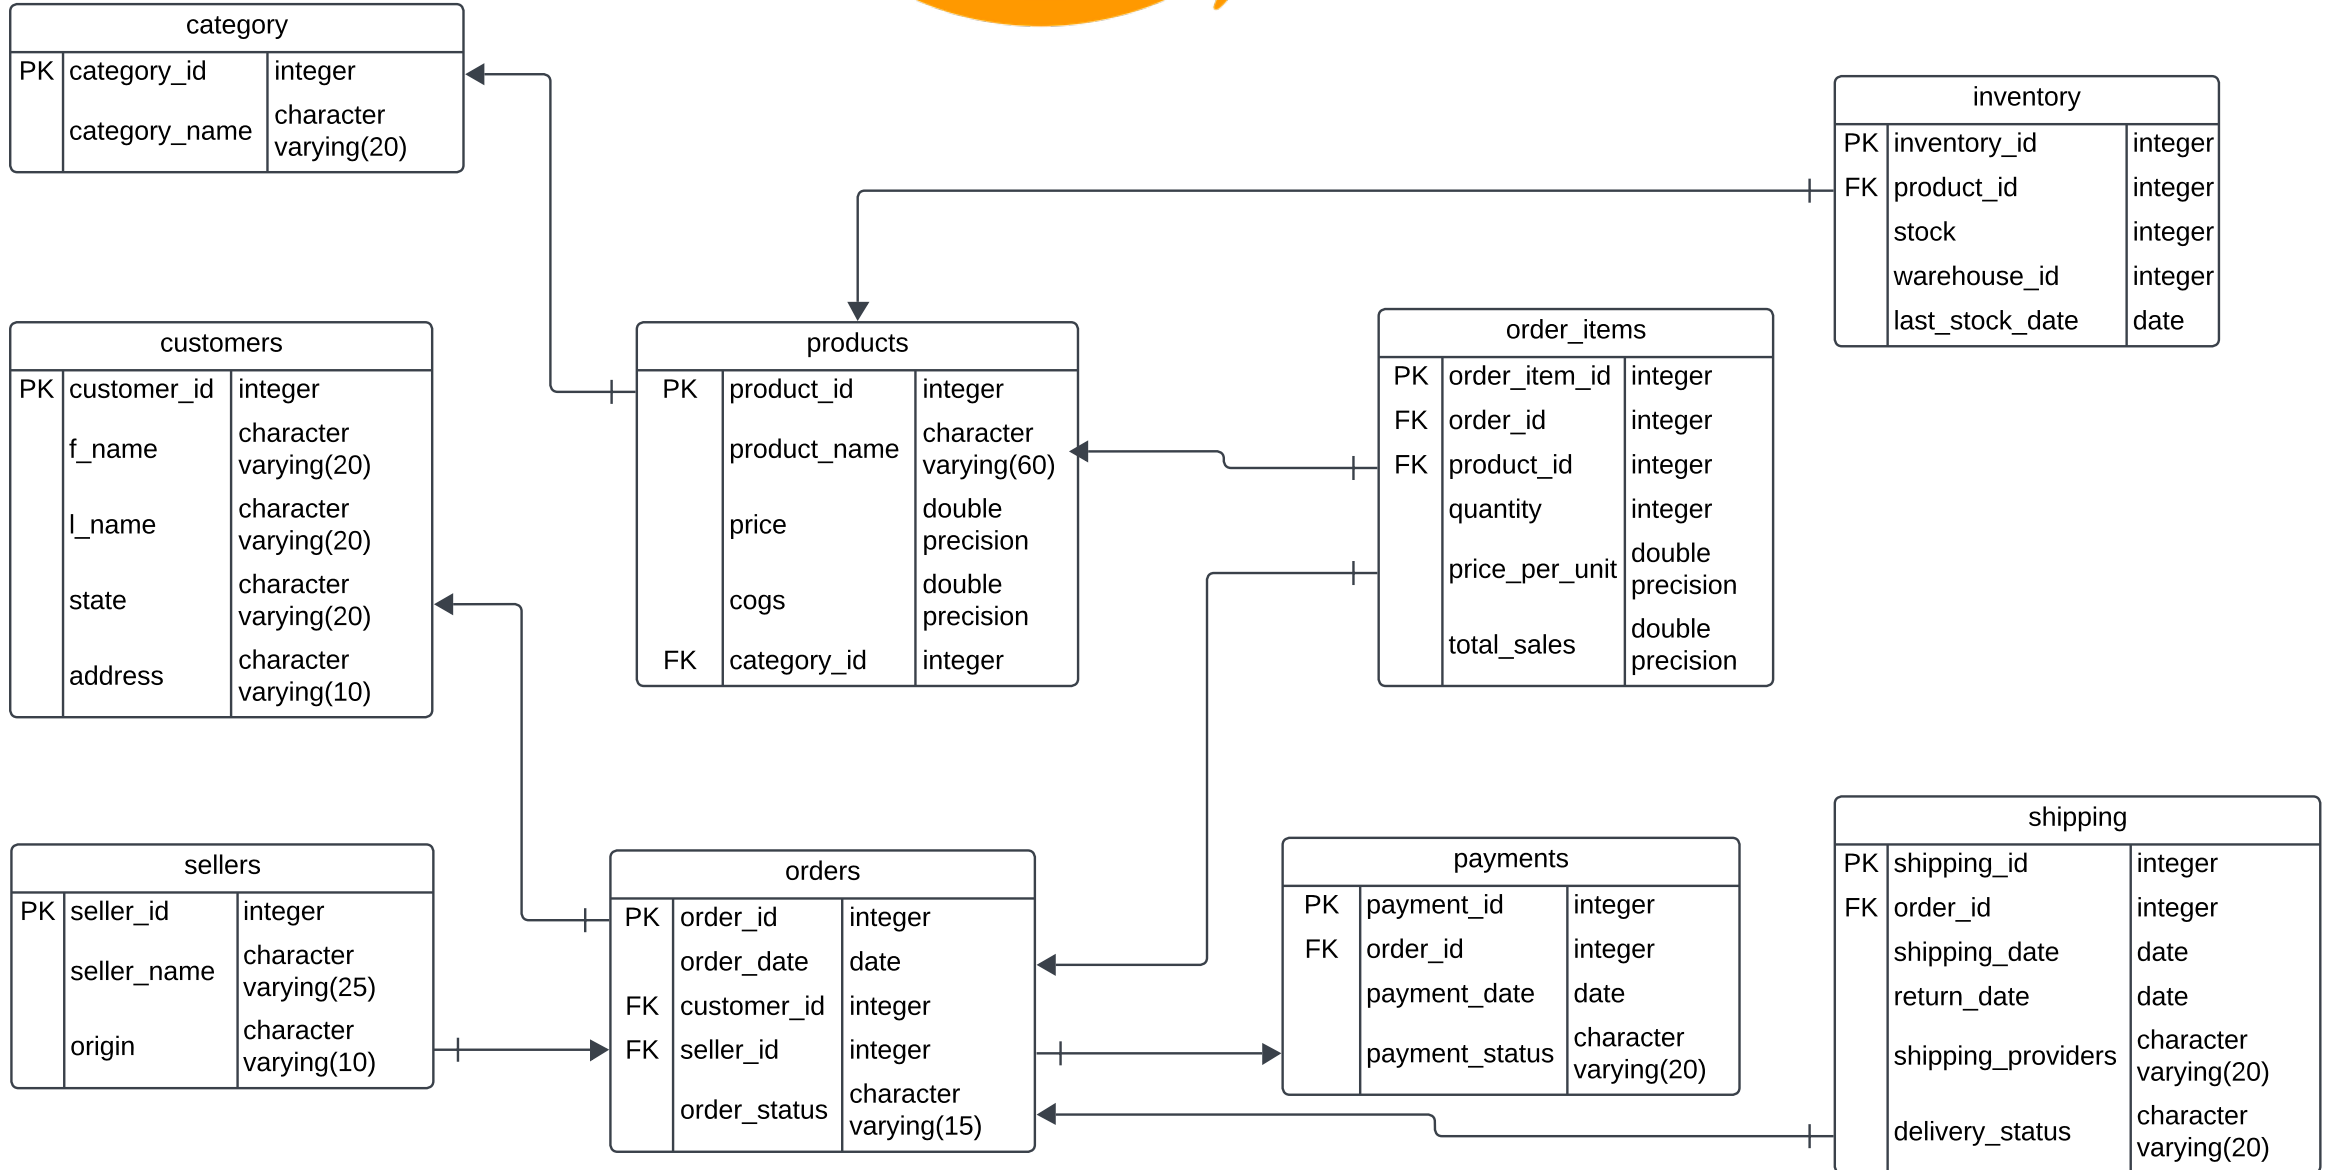 category
PK category_id integer
category_name character varying(20)
inventory
PK inventory_id integer
FK product_id integer
stock integer
warehouse_id integer
last_stock_date date
customers
PK customer_id integer
f_name character varying(20)
l_name character varying(20)
state character varying(20)
address character varying(10)
products
PK product_id integer
product_name character varying(60)
price double precision
cogs double precision
FK category_id integer
order_items
PK order_item_id integer
FK order_id integer
FK product_id integer
quantity integer
price_per_unit double precision
total_sales double precision
sellers
PK seller_id integer
seller_name character varying(25)
origin character varying(10)
orders
PK order_id integer
order_date date
FK customer_id integer
FK seller_id integer
order_status character varying(15)
payments
PK payment_id integer
FK order_id integer
payment_date date
payment_status character varying(20)
shipping
PK shipping_id integer
FK order_id integer
shipping_date date
return_date date
shipping_providers character varying(20)
delivery_status character varying(20)